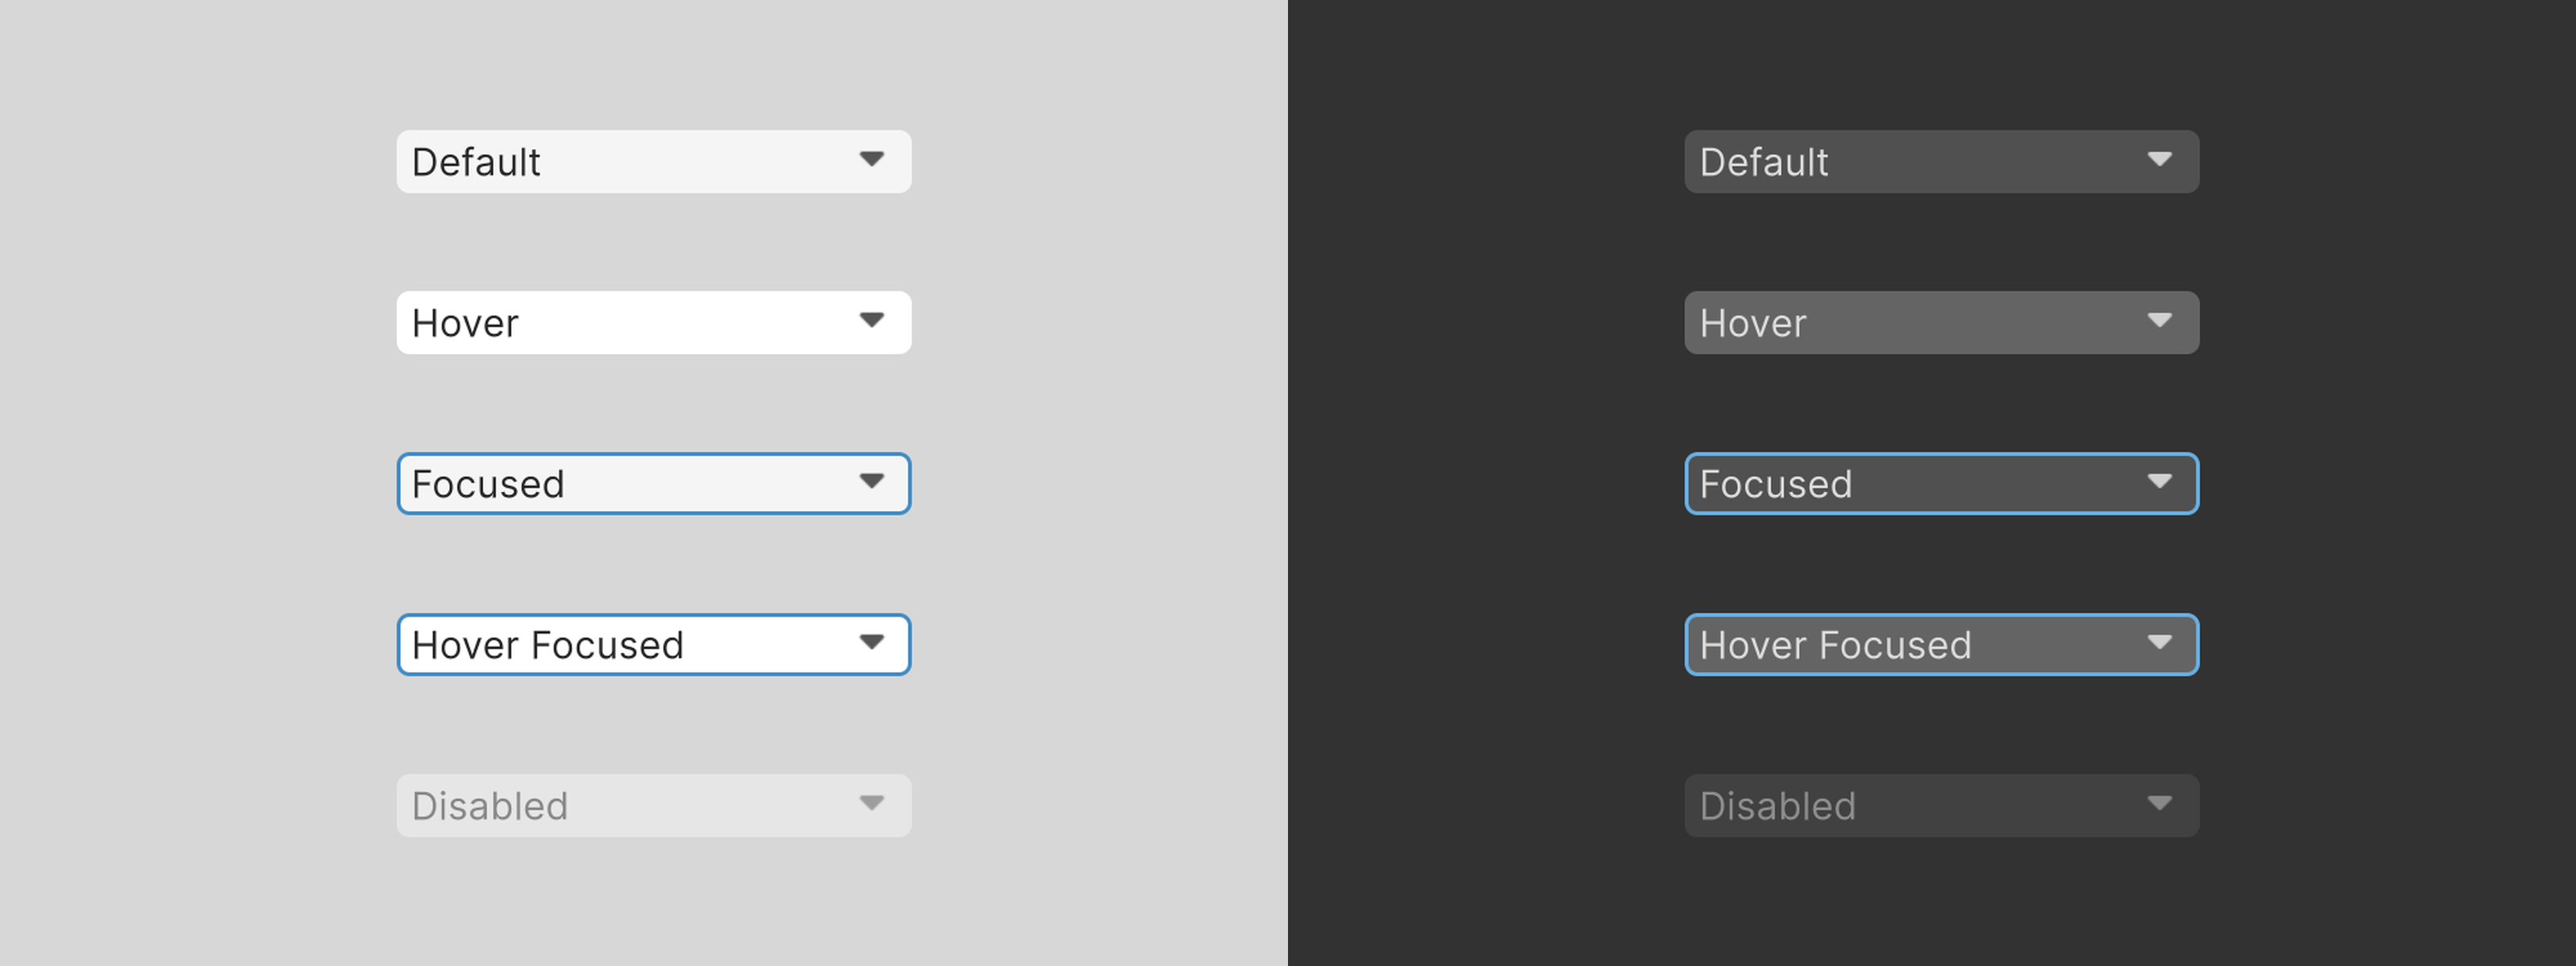 Default
Hover
Focused
Hover Focused
Disabled
Default
Hover
Focused
Hover Focused
Disabled